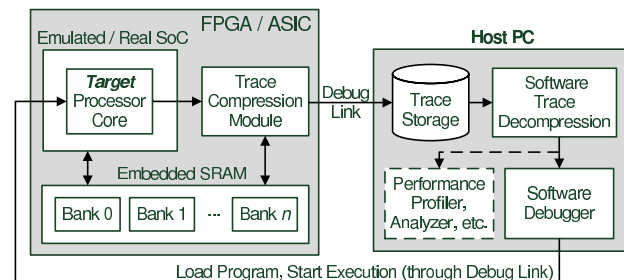 FPGA / ASIC
Emulated / Real SoC
Target
Processor
Core
Trace
Compression
Module
Embedded SRAM
Bank 0
Bank 1
...
Bank n
Debug
Link
Host PC
Trace
Storage
Software
Trace
Decompression
Performance
Profiler,
Analyzer, etc.
Software
Debugger
Load Program, Start Execution (through Debug Link)